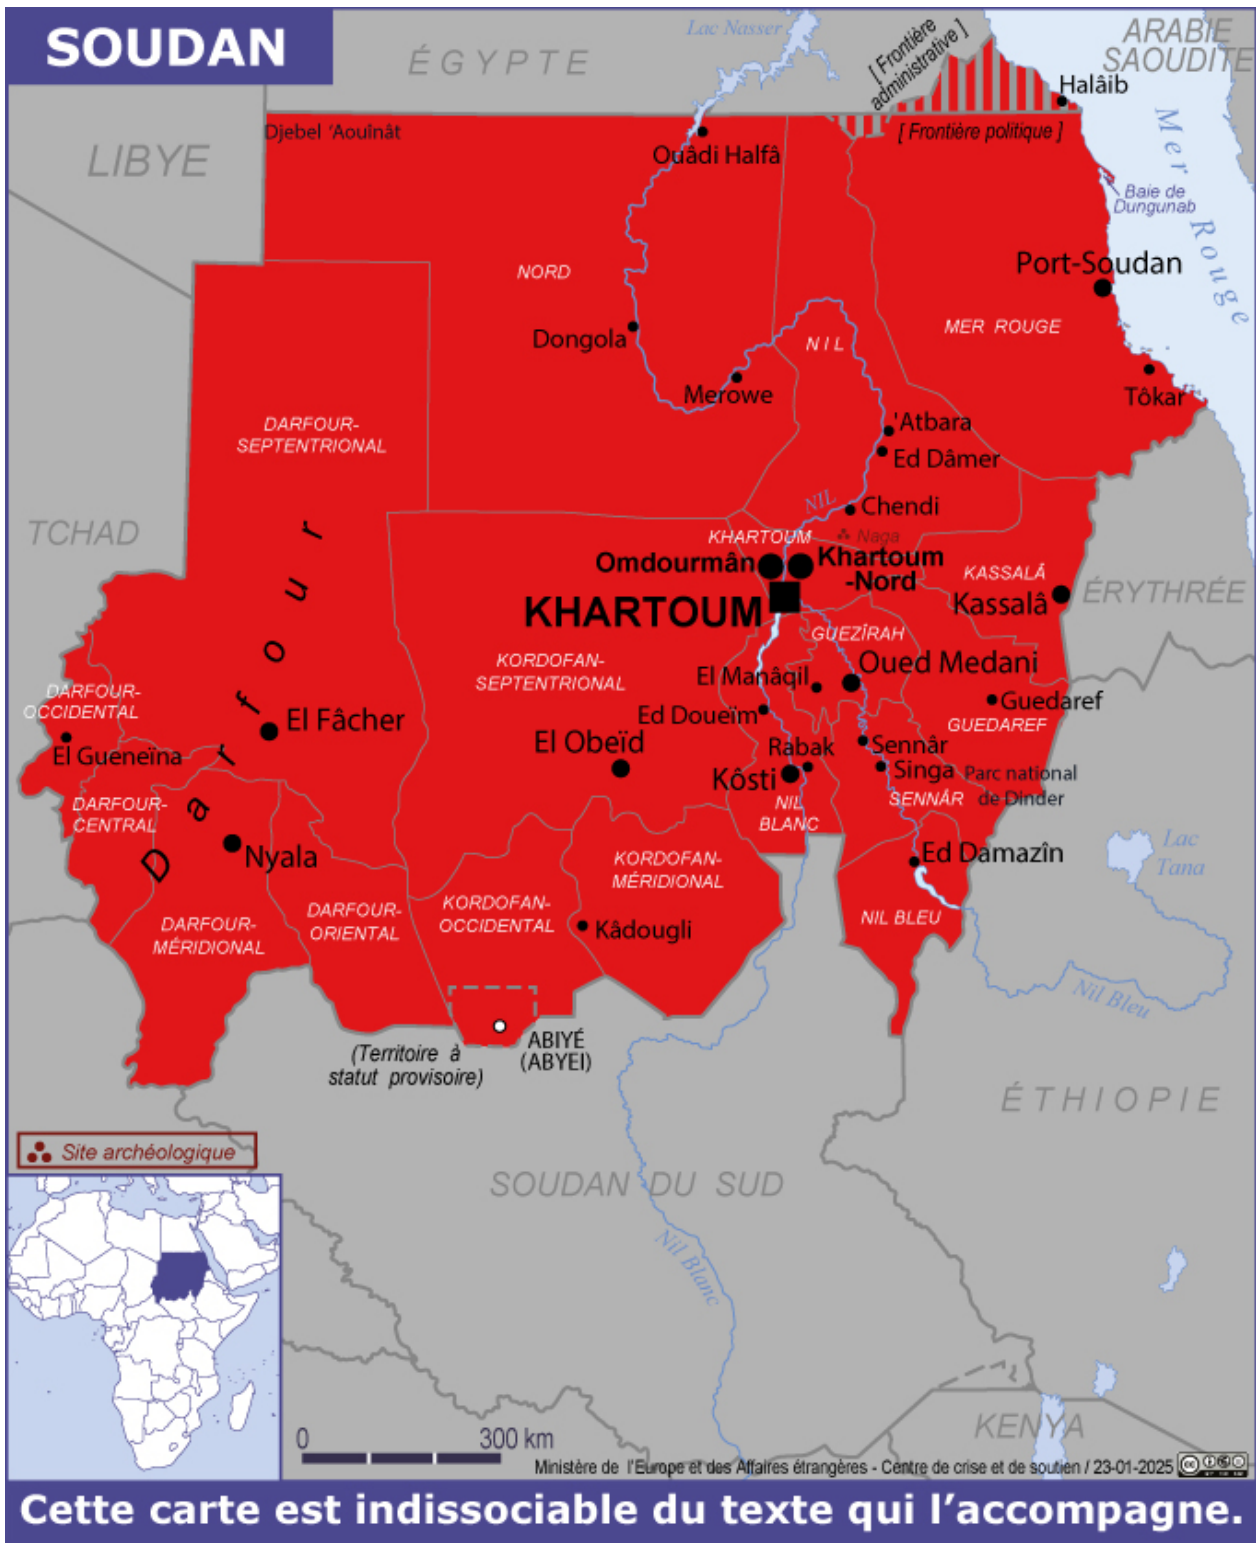 SOUDAN
ÉGYPTE
Lac Nasser
[ Frontière
administrative ]
ARABIE
SAOUDITE
Halâib
[ Frontière politique ]
Djebel 'Aouînât
LIBYE
Ouâdi Halfâ
Mer Rouge
Baie de
Dungunab
NORD
Port-Soudan
MER ROUGE
Dongola
NIL
Merowe
Tôkar
DARFOUR-
SEPTENTRIONAL
'Atbara
Ed Dâmer
NIL
Chendi
TCHAD
KHARTOUM
Naga
Omdourmân
Khartoum
-Nord
KASSALÂ
Kassalâ
ÉRYTHRÉE
KHARTOUM
GUEZÎRAH
Darfour
KORDOFAN-
SEPTENTRIONAL
Oued Medani
El Manâqil
DARFOUR-
OCCIDENTAL
Guedaref
GUEDAREF
El Fâcher
Ed Doueïm
El Obeïd
Rabak
Sennâr
El Gueneïna
Kôsti
Singa
Parc national
de Dinder
SENNÂR
DARFOUR-
CENTRAL
NIL
BLANC
Nyala
Ed Damazîn
Lac
Tana
KORDOFAN-
MÉRIDIONAL
DARFOUR-
MÉRIDIONAL
DARFOUR-
ORIENTAL
KORDOFAN-
OCCIDENTAL
Kâdougli
NIL BLEU
Nil Bleu
ABIYÉ
(ABYEI)
(Territoire à
statut provisoire)
ÉTHIOPIE
Site archéologique
SOUDAN DU SUD
Nil Blanc
KENYA
0 300 km
Ministère de l'Europe et des Affaires étrangères - Centre de crise et de soutien / 23-01-2025
Cette carte est indissociable du texte qui l'accompagne.